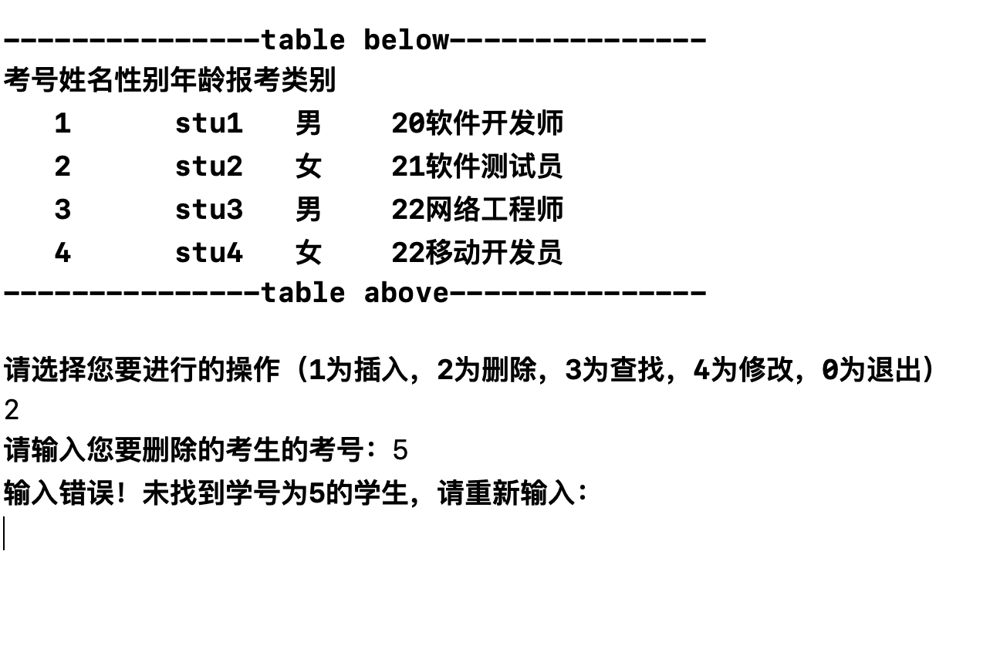 ---------------table below---------------
考号姓名性别年龄报考类别
1 stu1 男 20软件开发师
2 stu2 女 21软件测试员
3 stu3 男 22网络工程师
4 stu4 女 22移动开发员
---------------table above---------------
请选择您要进行的操作（1为插入，2为删除，3为查找，4为修改，0为退出）
2
请输入您要删除的考生的考号：5
输入错误！未找到学号为5的学生，请重新输入：